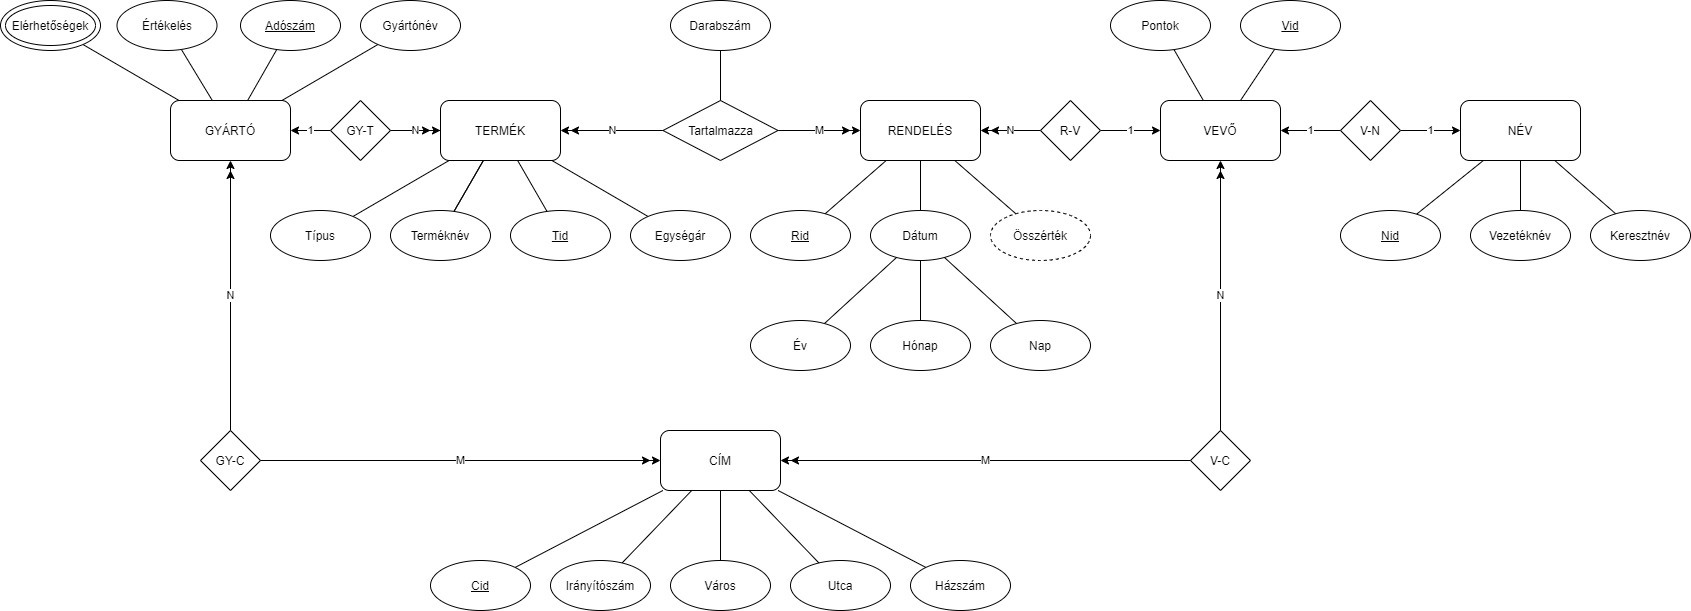 Elérhetőségek
Értékelés
Adószám
Gyártónév
Darabszám
Pontok
Vid
GYÁRTÓ
1
GY-T
N
TERMÉK
N
Tartalmazza
M
RENDELÉS
N
R-V
1
VEVŐ
1
V-N
1
NÉV
Típus
Terméknév
Tid
Egységár
Rid
Dátum
Összérték
Nid
Vezetéknév
Keresztnév
N
N
Év
Hónap
Nap
GY-C
M
CÍM
M
V-C
Cid
Irányítószám
Város
Utca
Házszám